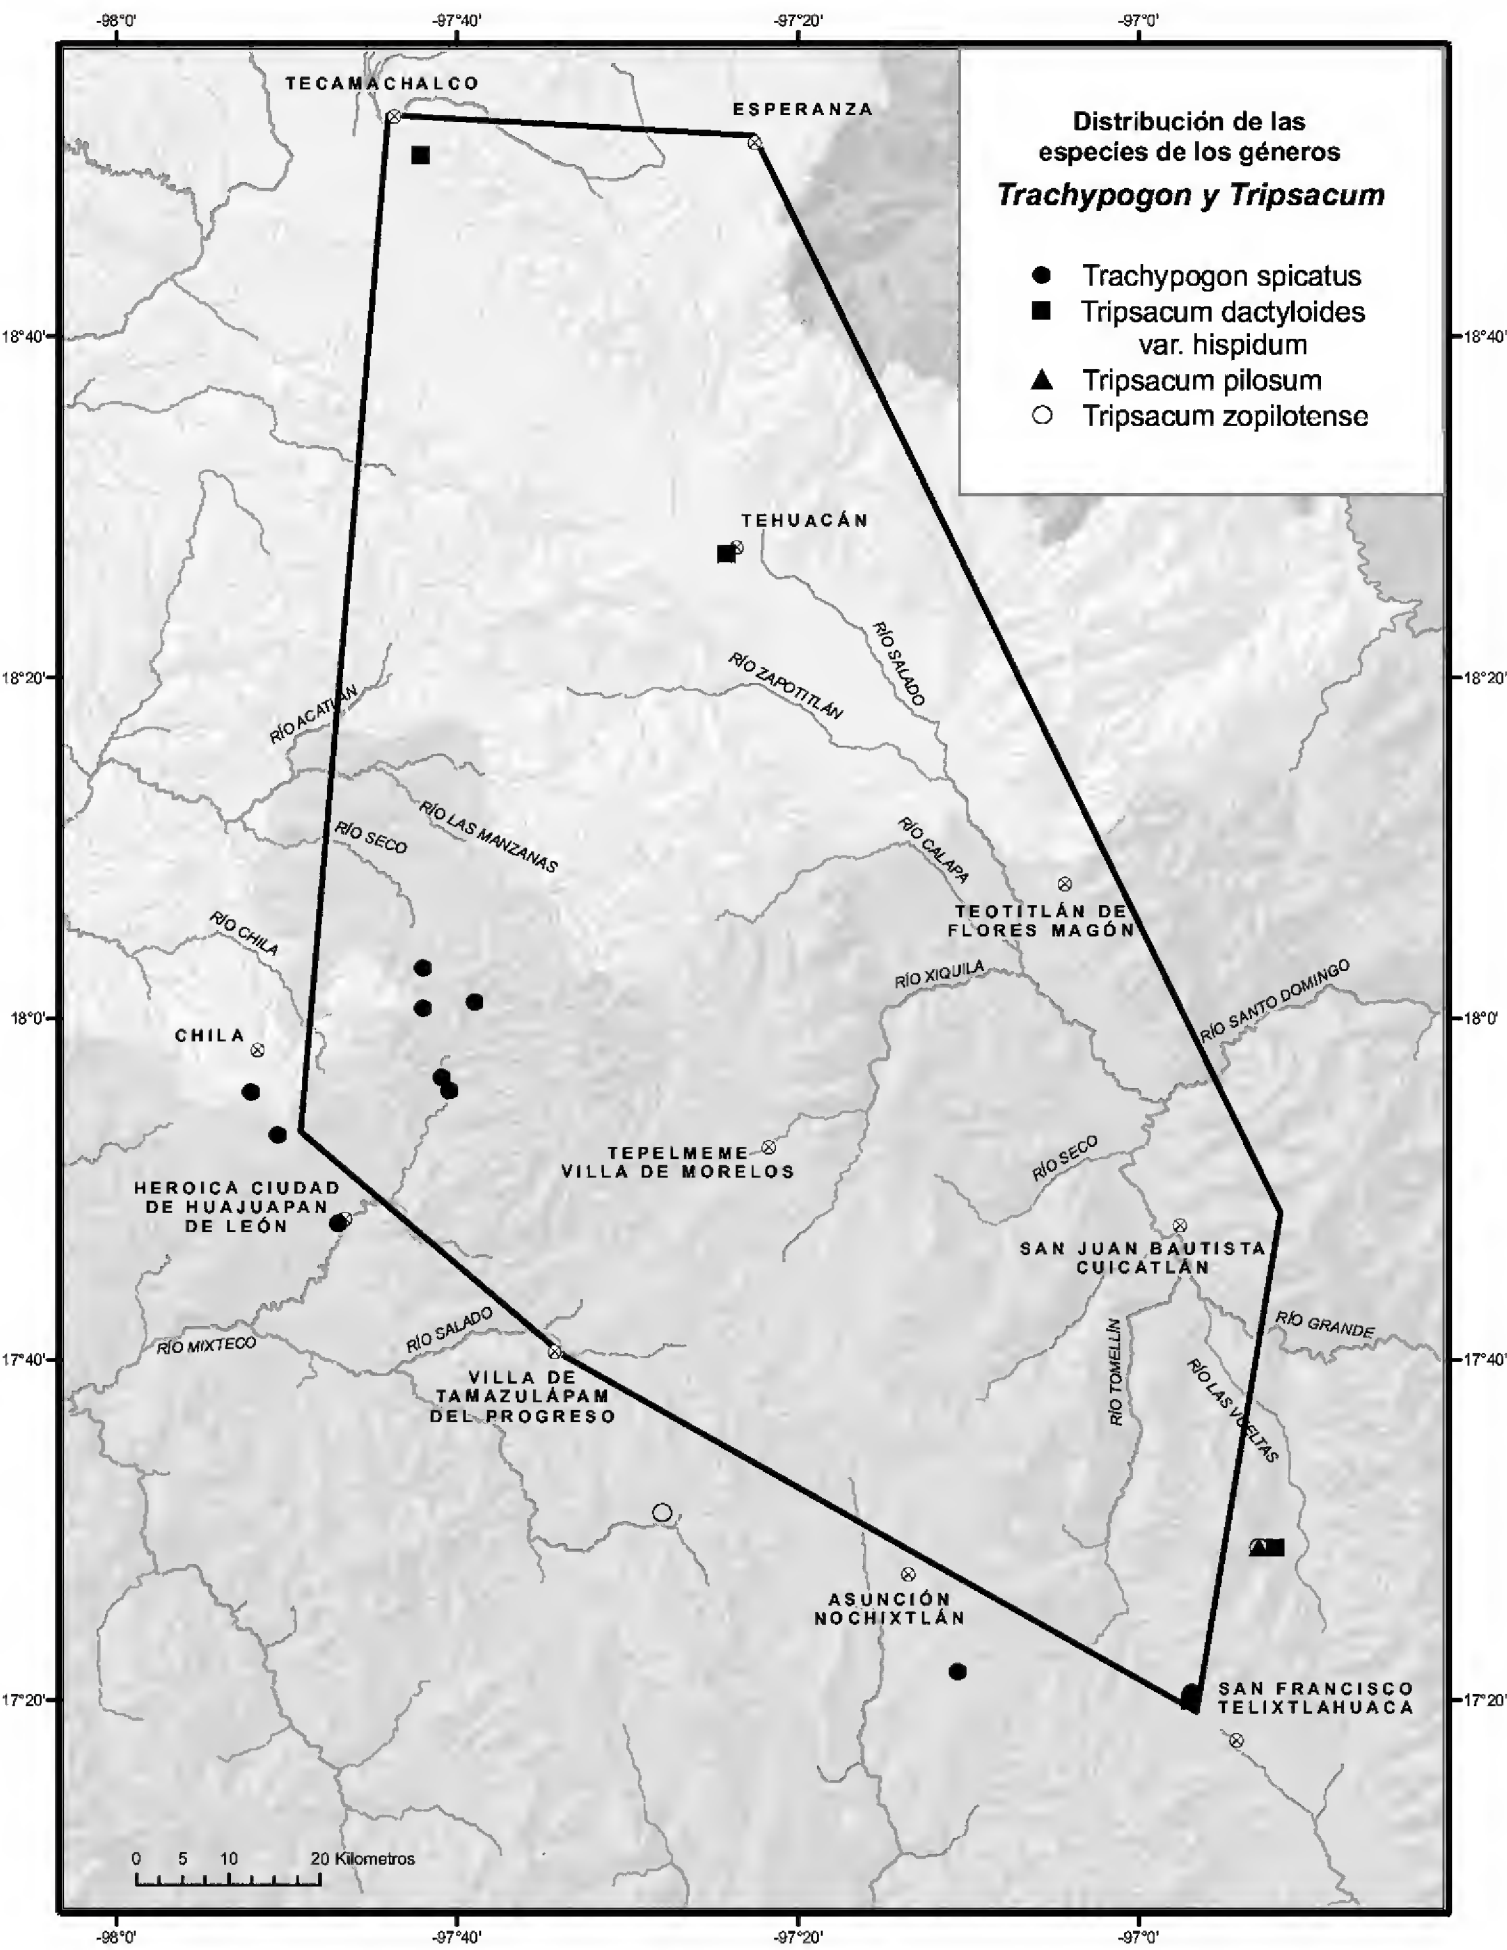 -98°0'
-97°40'
-97°20'
-97°0'
TECAMACHALCO
ESPERANZA
Distribución de las
especies de los géneros
Trachypogon y Tripsacum
Trachypogon spicatus
Tripsacum dactyloides
var. hispidum
Tripsacum pilosum
Tripsacum zopilotense
18°40'
18°40'
TEHUACÁN
RÍO SALADO
RÍO ZAPOTITLÁN
18°20'
18°20'
RÍO ACATLÁN
RÍO LAS MANZANAS
RÍO SECO
RÍO CALAPA
TEOTITLÁN DE
FLORES MAGÓN
RÍO CHILA
RÍO XIQUILA
RÍO SANTO DOMINGO
18°0'
18°0'
CHILA
TEPELMEME
VILLA DE MORELOS
RÍO SECO
HEROICA CIUDAD
DE HUAJUAPAN
DE LEÓN
SAN JUAN BAUTISTA
CUICATLÁN
RÍO MIXTECO
RÍO SALADO
RÍO GRANDE
17°40'
17°40'
RÍO TOMELLÍN
RÍO LAS VUELTAS
VILLA DE
TAMAZULÁPAM
DEL PROGRESO
ASUNCIÓN
NOCHIXTLÁN
17°20'
17°20'
SAN FRANCISCO
TELIXTLAHUACA
0 5 10 20 Kilometros
-98°0'
-97°40'
-97°20'
-97°0'